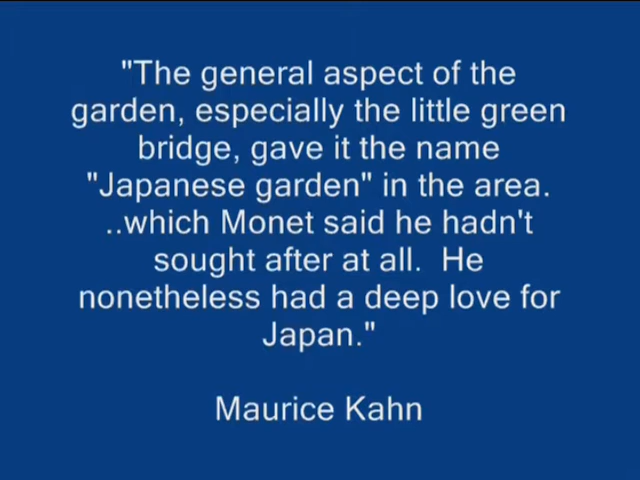 "The general aspect of the
garden, especially the little green
bridge, gave it the name
"Japanese garden" in the area.
..which Monet said he hadn't
sought after at all.  He
nonetheless had a deep love for
Japan."
Maurice Kahn